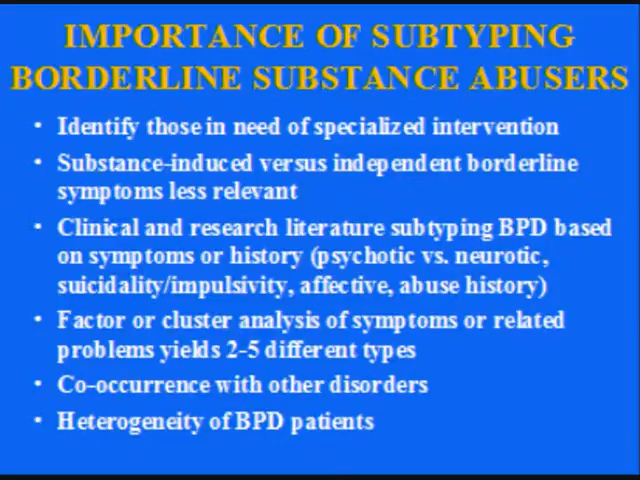 IMPORTANCE OF SUBTYPING
BORDERLINE SUBSTANCE ABUSERS
• Identify those in need of specialized intervention
• Substance-induced versus independent borderline
symptoms less relevant
• Clinical and research literature subtyping BPD based
on symptoms or history (psychotic vs. neurotic,
suicidality/impulsivity, affective, abuse history)
• Factor or cluster analysis of symptoms or related
problems yields 2-5 different types
• Co-occurrence with other disorders
• Heterogeneity of BPD patients